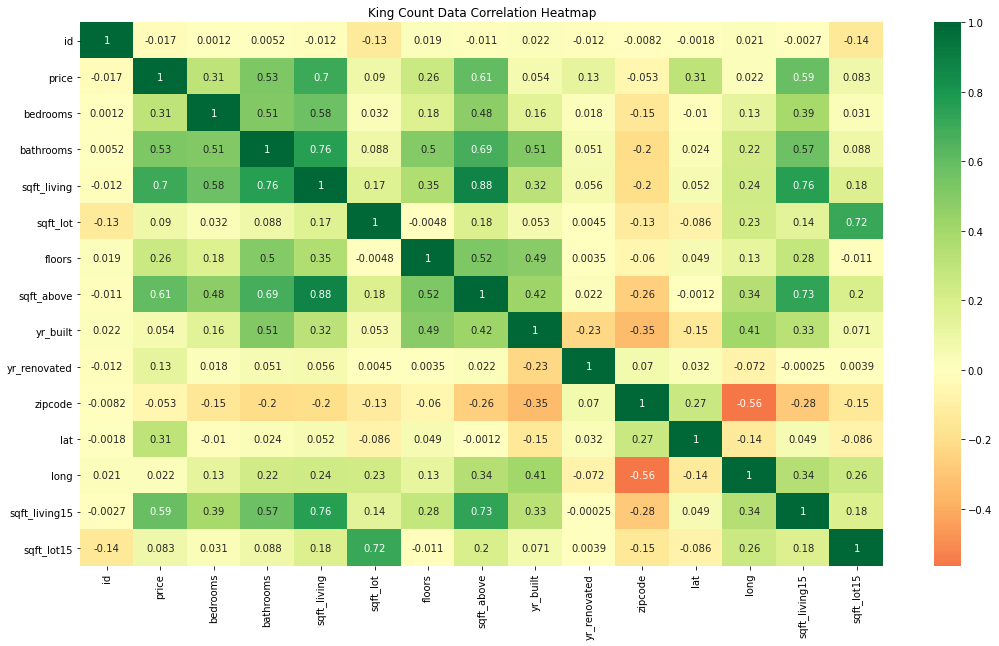 King Count Data Correlation Heatmap
id 1 -0.017 0.0012 0.0052 -0.012 -0.13 0.019 -0.011 0.022 -0.012 -0.0082 -0.0018 0.021 -0.0027 -0.14
price -0.017 1 0.31 0.53 0.7 0.09 0.26 0.61 0.054 0.13 -0.053 0.31 0.022 0.59 0.083
bedrooms 0.0012 0.31 1 0.51 0.58 0.032 0.18 0.48 0.16 0.018 -0.15 -0.01 0.13 0.39 0.031
bathrooms 0.0052 0.53 0.51 1 0.76 0.088 0.5 0.69 0.51 0.051 -0.2 0.024 0.22 0.57 0.088
sqft_living -0.012 0.7 0.58 0.76 1 0.17 0.35 0.88 0.32 0.056 -0.2 0.052 0.24 0.76 0.18
sqft_lot -0.13 0.09 0.032 0.088 0.17 1 -0.0048 0.18 0.053 0.0045 -0.13 -0.086 0.23 0.14 0.72
floors 0.019 0.26 0.18 0.5 0.35 -0.0048 1 0.52 0.49 0.0035 -0.06 0.049 0.13 0.28 -0.011
sqft_above -0.011 0.61 0.48 0.69 0.88 0.18 0.52 1 0.42 0.022 -0.26 -0.0012 0.34 0.73 0.2
yr_built 0.022 0.054 0.16 0.51 0.32 0.053 0.49 0.42 1 -0.23 -0.35 -0.15 0.41 0.33 0.071
yr_renovated -0.012 0.13 0.018 0.051 0.056 0.0045 0.0035 0.022 -0.23 1 0.07 0.032 -0.072 -0.00025 0.0039
zipcode -0.0082 -0.053 -0.15 -0.2 -0.2 -0.13 -0.06 -0.26 -0.35 0.07 1 0.27 -0.56 -0.28 -0.15
lat -0.0018 0.31 -0.01 0.024 0.052 -0.086 0.049 -0.0012 -0.15 0.032 0.27 1 -0.14 0.049 -0.086
long 0.021 0.022 0.13 0.22 0.24 0.23 0.13 0.34 0.41 -0.072 -0.56 -0.14 1 0.34 0.26
sqft_living15 -0.0027 0.59 0.39 0.57 0.76 0.14 0.28 0.73 0.33 -0.00025 -0.28 0.049 0.34 1 0.18
sqft_lot15 -0.14 0.083 0.031 0.088 0.18 0.72 -0.011 0.2 0.071 0.0039 -0.15 -0.086 0.26 0.18 1
id price bedrooms bathrooms sqft_living sqft_lot floors sqft_above yr_built yr_renovated zipcode lat long sqft_living15 sqft_lot15
1.0
0.8
0.6
0.4
0.2
0.0
−0.2
−0.4